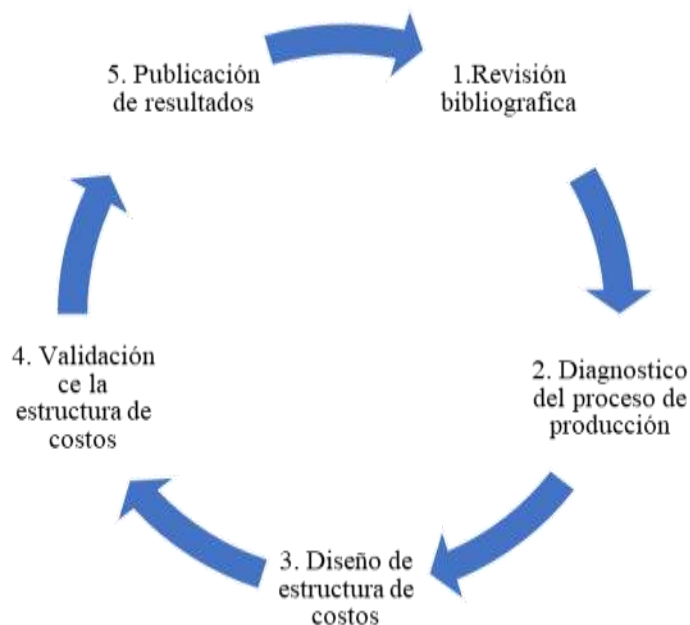 1.Revisión
bibliografica
2. Diagnostico
del proceso de
producción
3. Diseño de
estructura de
costos
4. Validación
ce la
estructura de
costos
5. Publicación
de resultados